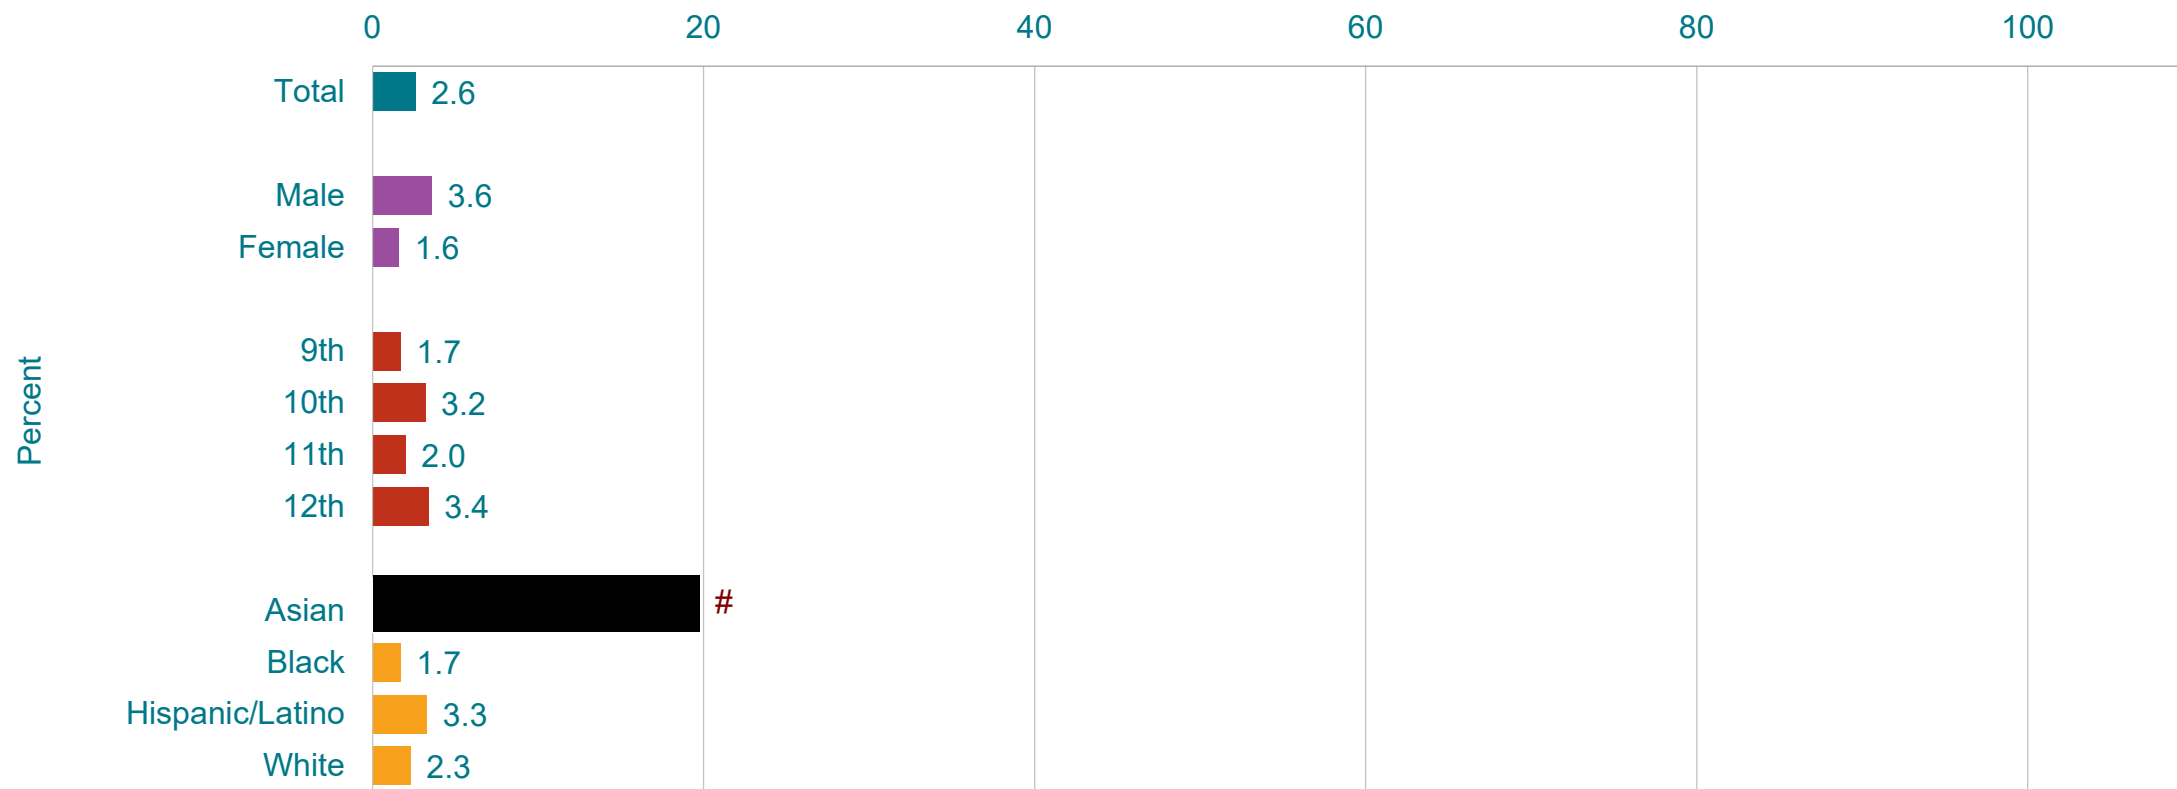 0 20 40 60 80 100
Total 2.6
Male 3.6
Female 1.6
9th 1.7
10th 3.2
11th 2.0
12th 3.4
Asian #
Black 1.7
Hispanic/Latino 3.3
White 2.3
Percent